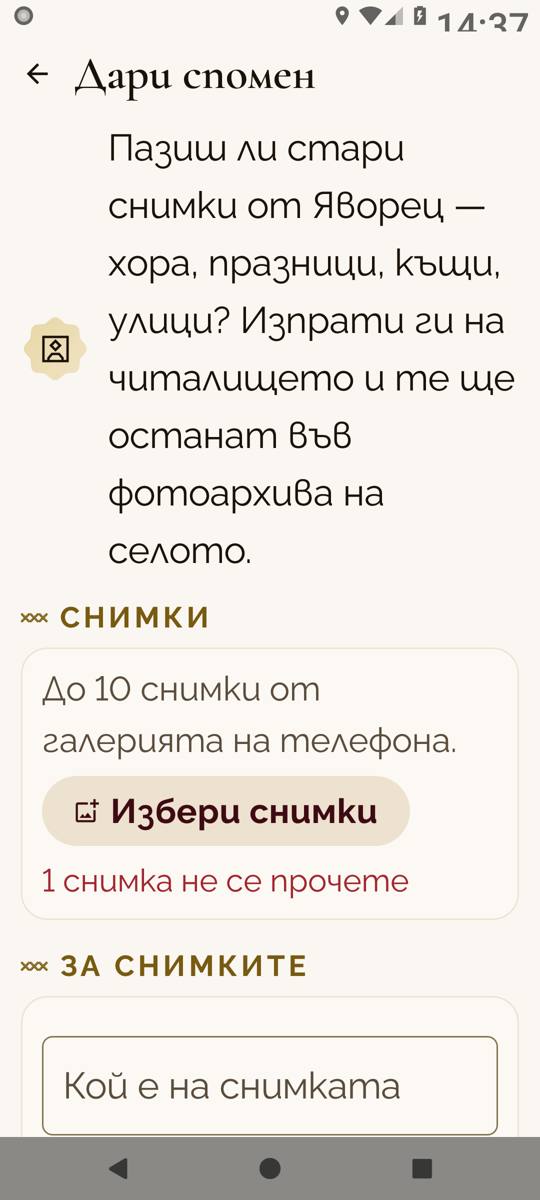 14:37
Дари спомен
Пазиш ли стари
снимки от Яворец —
хора, празници, къщи,
улици? Изпрати ги на
читалището и те ще
останат във
фотоархива на
селото.
СНИМКИ
До 10 снимки от
галерията на телефона.
Избери снимки
1 снимка не се прочете
ЗА СНИМКИТЕ
Кой е на снимката